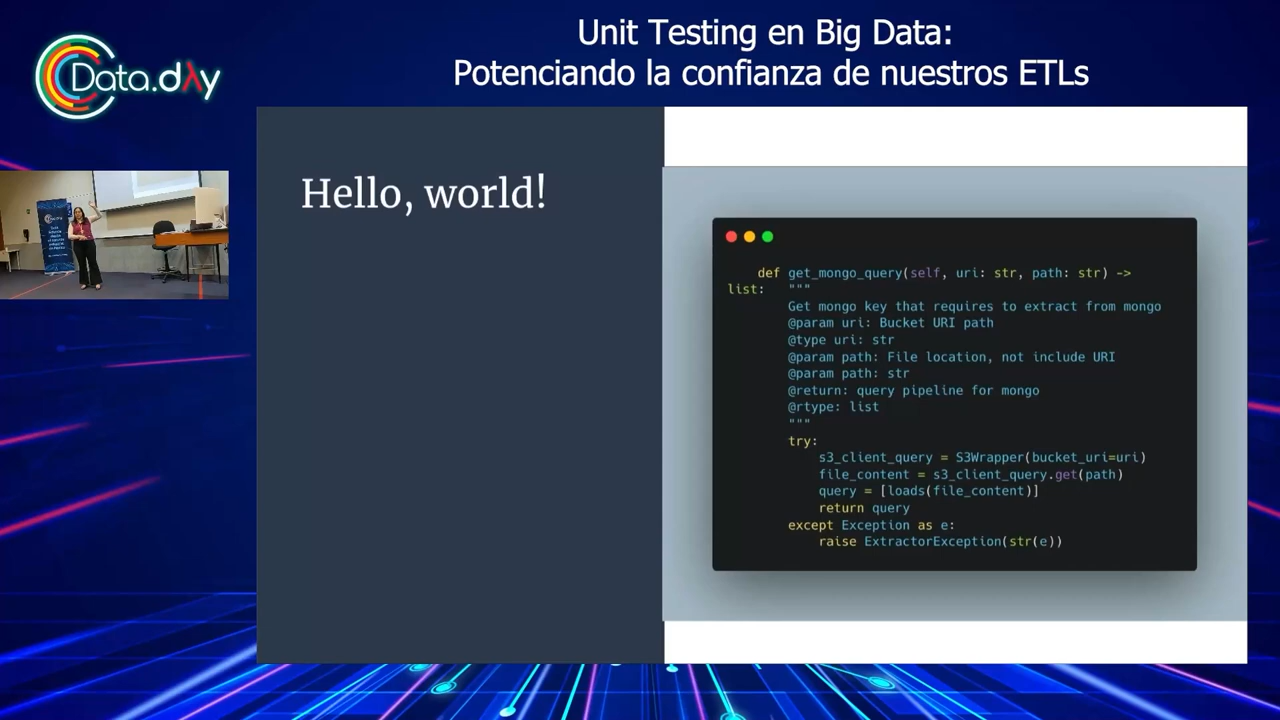 Unit Testing en Big Data:
Potenciando la confianza de nuestros ETLs
Data.day
Hello, world!
def get_mongo_query(self, uri: str, path: str) ->
list:   """
Get mongo key that requires to extract from mongo
@param uri: Bucket URI path
@type uri: str
@param path: File location, not include URI
@param path: str
@return: query pipeline for mongo
@rtype: list
"""
try:
s3_client_query = S3Wrapper(bucket_uri=uri)
file_content = s3_client_query.get(path)
query = [loads(file_content)]
return query
except Exception as e:
raise ExtractorException(str(e))